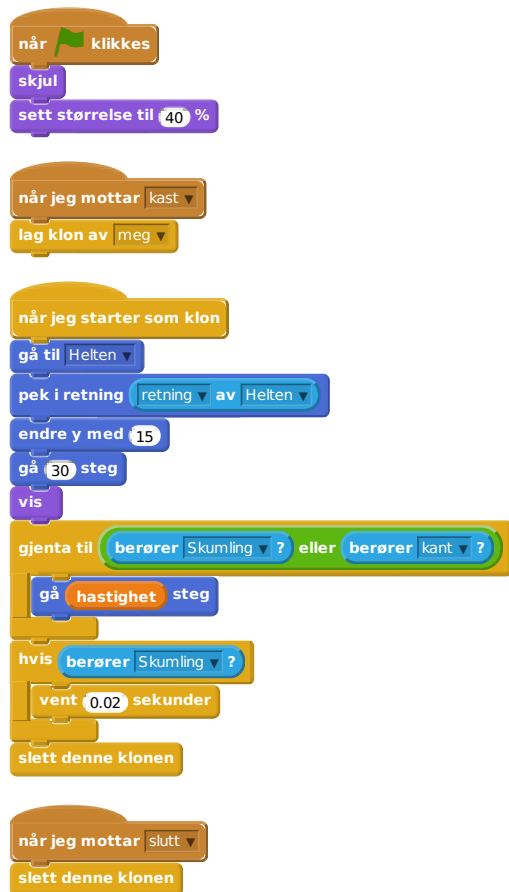 når klikkes
skjul
sett størrelse til 40 %
når jeg mottar kast
lag klon av meg
når jeg starter som klon
gå til Helten
pek i retning retning av Helten
endre y med 15
gå 30 steg
vis
gjenta til berører Skumling ? eller berører kant ?
gå hastighet steg
hvis berører Skumling ?
vent 0.02 sekunder
slett denne klonen
når jeg mottar slutt
slett denne klonen